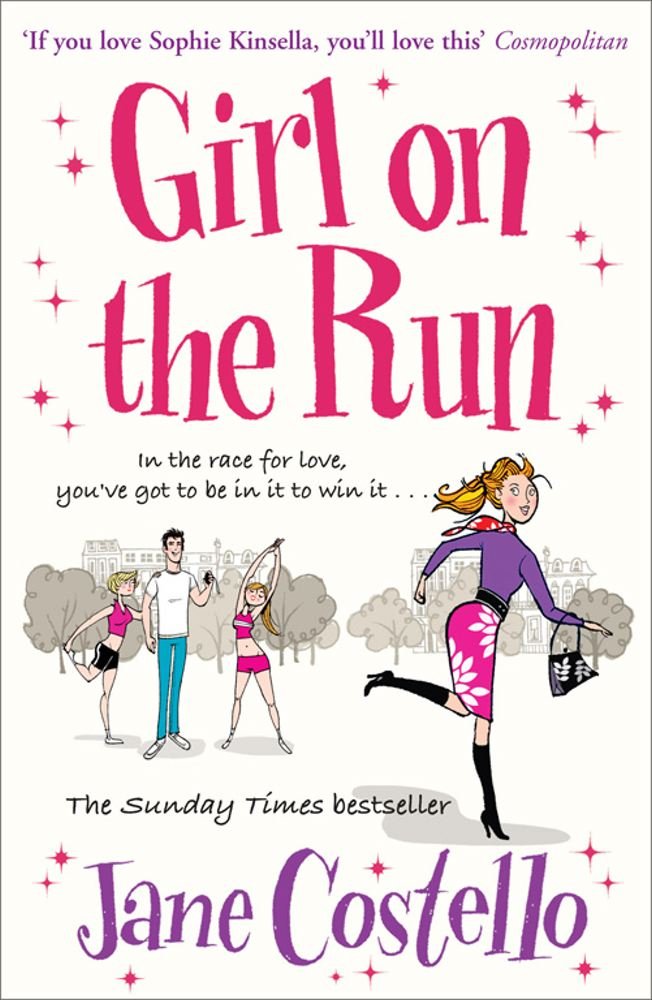 ‘If you love Sophie Kinsella, you’ll love this’ Cosmopolitan
Girl on
the Run
In the race for love,
you've got to be in it to win it . . . .
The Sunday Times bestseller
Jane Costello